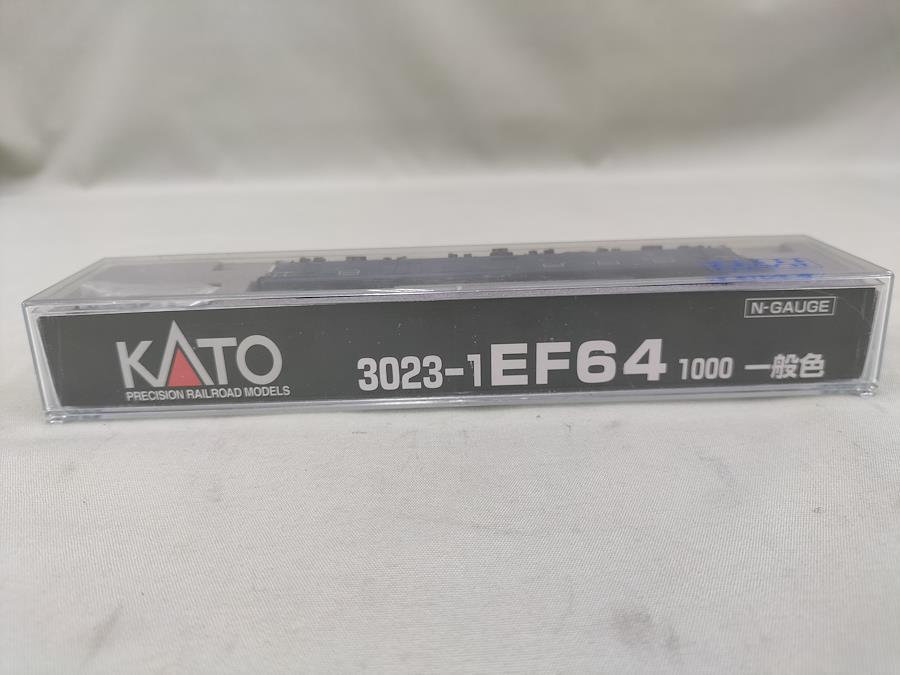 N-GAUGE
KATO
PRECISION RAILROAD MODELS
3023-1 EF64 1000 一般色